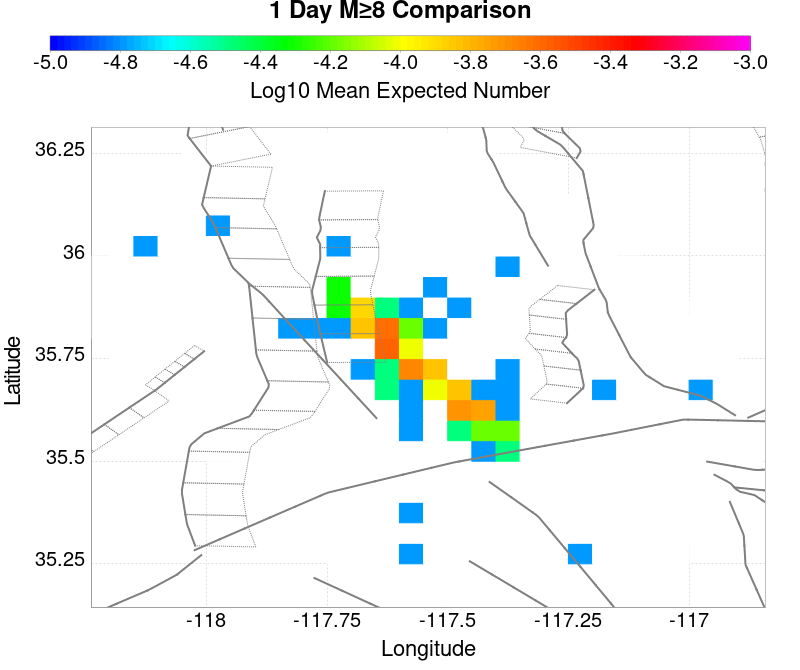 1 Day M≥8 Comparison
-5.0 -4.8 -4.6 -4.4 -4.2 -4.0 -3.8 -3.6 -3.4 -3.2 -3.0
Log10 Mean Expected Number
36.25
36
35.75
35.5
35.25
Latitude
-118 -117.75 -117.5 -117.25 -117
Longitude